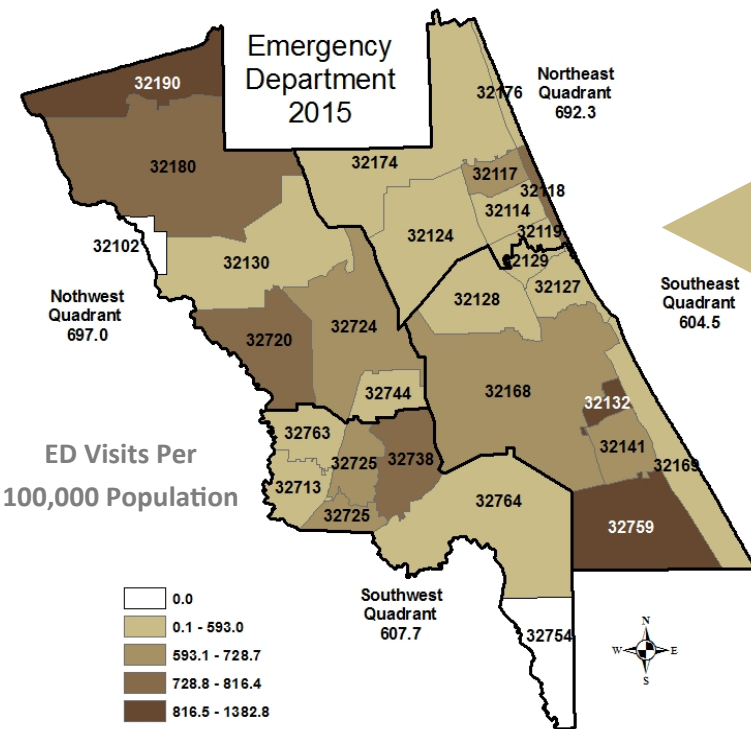 Emergency
Department
2015
Northeast
Quadrant
692.3
32190
32176
32180
32174
32117
32118
32114
32102
32124
32119
32130
32129
32127
32128
Southeast
Quadrant
604.5
Nothwest
Quadrant
697.0
32724
32720
32744
32168
32132
32763
32141
32725
32738
32169
ED Visits Per
100,000 Population
32713
32764
32725
32759
Southwest
Quadrant
607.7
0.0
0.1 - 593.0
593.1 - 728.7
728.8 - 816.4
816.5 - 1382.8
32754
N
W
E
S